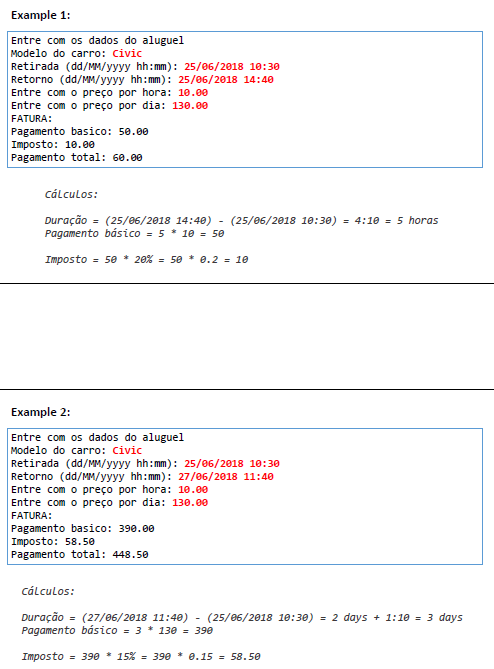 Example 1:
Entre com os dados do aluguel
Modelo do carro: Civic
Retirada (dd/MM/yyyy hh:mm): 25/06/2018 10:30
Retorno (dd/MM/yyyy hh:mm): 25/06/2018 14:40
Entre com o preço por hora: 10.00
Entre com o preço por dia: 130.00
FATURA:
Pagamento basico: 50.00
Imposto: 10.00
Pagamento total: 60.00
Cálculos:
Duração = (25/06/2018 14:40) - (25/06/2018 10:30) = 4:10 = 5 horas
Pagamento básico = 5 * 10 = 50
Imposto = 50 * 20% = 50 * 0.2 = 10
Example 2:
Entre com os dados do aluguel
Modelo do carro: Civic
Retirada (dd/MM/yyyy hh:mm): 25/06/2018 10:30
Retorno (dd/MM/yyyy hh:mm): 27/06/2018 11:40
Entre com o preço por hora: 10.00
Entre com o preço por dia: 130.00
FATURA:
Pagamento basico: 390.00
Imposto: 58.50
Pagamento total: 448.50
Cálculos:
Duração = (27/06/2018 11:40) - (25/06/2018 10:30) = 2 days + 1:10 = 3 days
Pagamento básico = 3 * 130 = 390
Imposto = 390 * 15% = 390 * 0.15 = 58.50